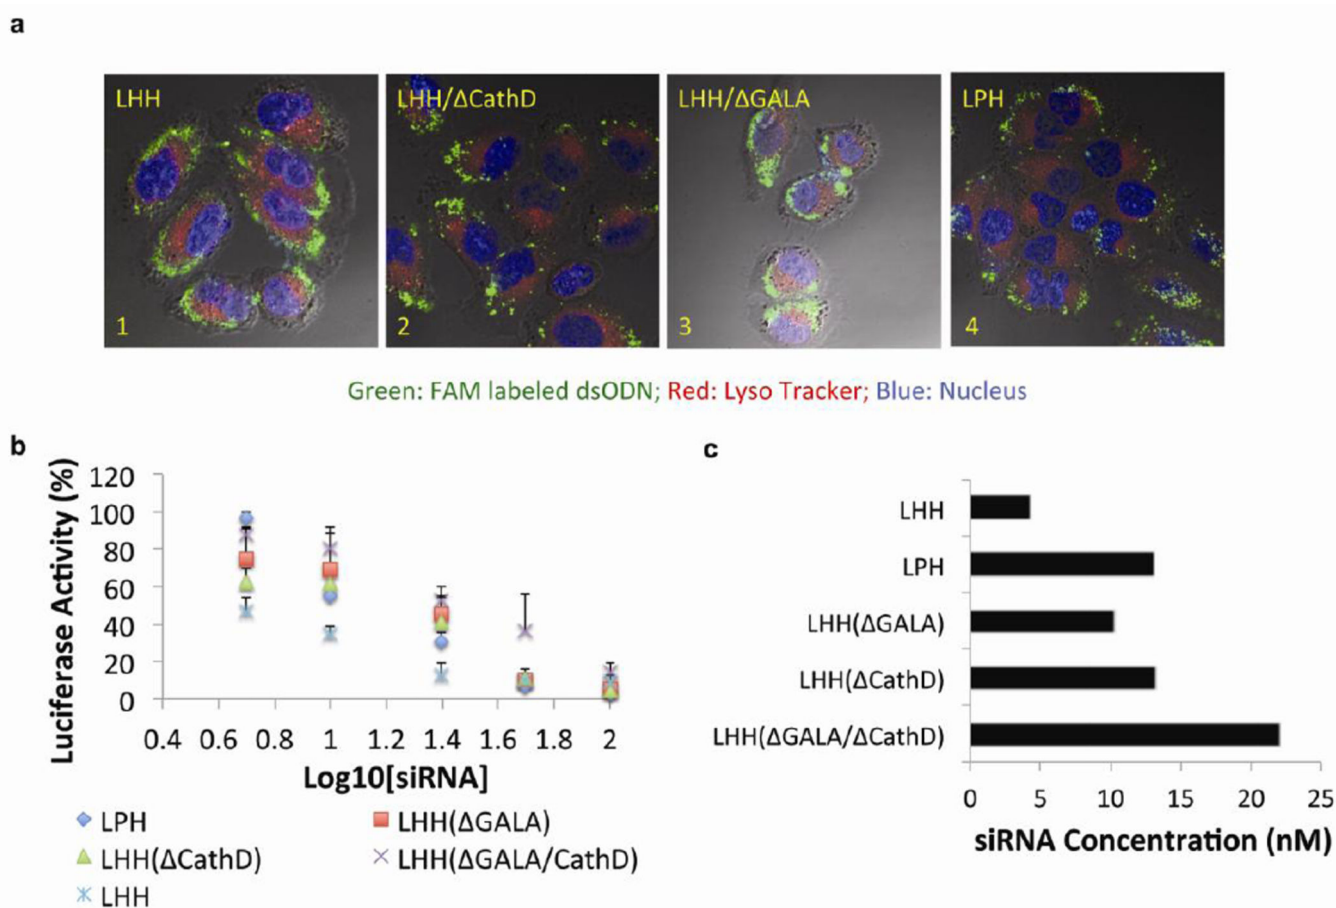 a
LHH
LHH/ΔCathD
LHH/ΔGALA
LPH
1
2
3
4
Green: FAM labeled dsODN; Red: Lyso Tracker; Blue: Nucleus
b
Luciferase Activity (%)
120
100
80
60
40
20
0
0.4 0.6 0.8 1 1.2 1.4 1.6 1.8 2
Log10[siRNA]
LPH
LHH(ΔGALA)
LHH(ΔCathD)
LHH(ΔGALA/CathD)
LHH
c
LHH
LPH
LHH(ΔGALA)
LHH(ΔCathD)
LHH(ΔGALA/ΔCathD)
0 5 10 15 20 25
siRNA Concentration (nM)